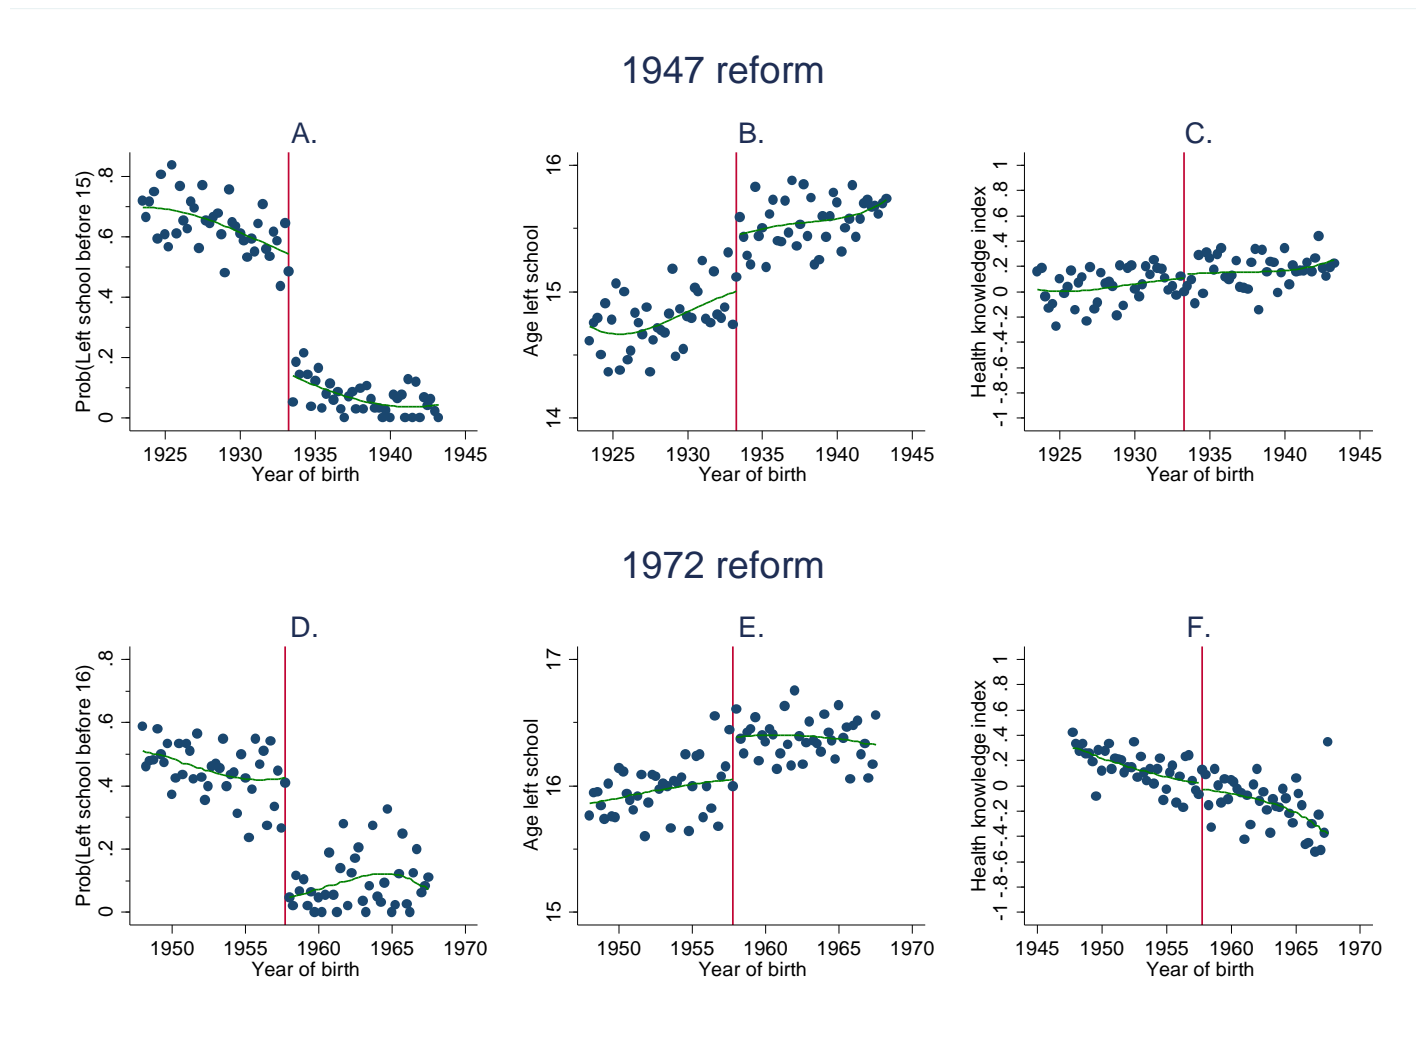 1947 reform
A.
B.
C.
Prob(Left school before 15)
0 .2 .4 .6 .8
1925 1930 1935 1940 1945
Year of birth
Age left school
14 15 16
1925 1930 1935 1940 1945
Year of birth
Health knowledge index
-1 -.8 -.6 -.4 -.2 0 .2 .4 .6 .8 1
1925 1930 1935 1940 1945
Year of birth
1972 reform
D.
E.
F.
Prob(Left school before 16)
0 .2 .4 .6 .8
1950 1955 1960 1965 1970
Year of birth
Age left school
15 16 17
1950 1955 1960 1965 1970
Year of birth
Health knowledge index
-1 -.8 -.6 -.4 -.2 0 .2 .4 .6 .8 1
1945 1950 1955 1960 1965 1970
Year of birth